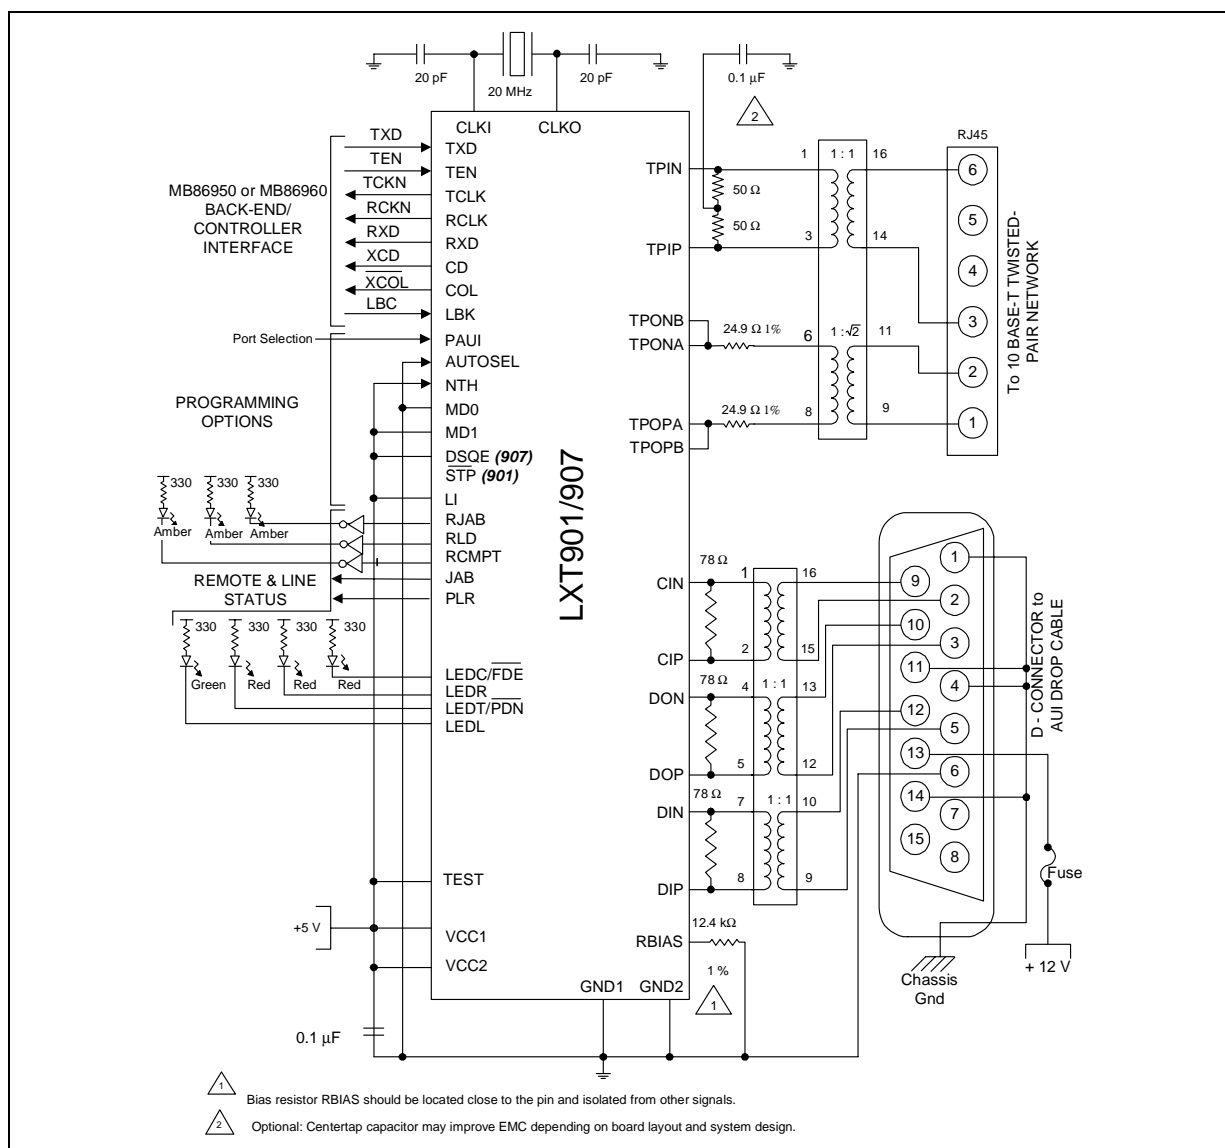 20 pF
20 MHz
20 pF
0.1 µF
2
CLKI
CLKO
TXD
TEN
TCKN
RCKN
RXD
XCD
XCOL
LBC
MB86950 or MB86960
BACK-END/
CONTROLLER
INTERFACE
TXD
TEN
TCLK
RCLK
RXD
CD
COL
LBK
Port Selection
PAUI
AUTOSEL
NTH
MD0
MD1
DSQE (907)
STP (901)
LI
PROGRAMMING
OPTIONS
330
330
330
Amber
Amber
Amber
RJAB
RLD
RCMPT
JAB
PLR
REMOTE & LINE
STATUS
330
330
330
330
Green
Red
Red
Red
LEDC/FDE
LEDR
LEDT/PDN
LEDL
TEST
+5 V
VCC1
VCC2
0.1 µF
LXT901/907
GND1
GND2
TPIN
50 Ω
50 Ω
TPIP
1
1 : 1
16
3
14
TPONB
TPONA
24.9 Ω 1%
6
1:√2
11
TPOPA
TPOPB
24.9 Ω 1%
8
9
RJ45
6
5
4
3
2
1
To 10 BASE-T TWISTED-
PAIR NETWORK
CIN
78 Ω
1
16
CIP
2
15
DON
78 Ω
4
1 : 1
13
DOP
5
12
DIN
78 Ω
7
1 : 1
10
DIP
8
9
RBIAS
12.4 kΩ
1 %
1
1
9
2
10
3
11
4
12
5
13
6
14
7
15
8
D - CONNECTOR to
AUI DROP CABLE
Fuse
+ 12 V
Chassis
Gnd
1
Bias resistor RBIAS should be located close to the pin and isolated from other signals.
2
Optional: Centertap capacitor may improve EMC depending on board layout and system design.